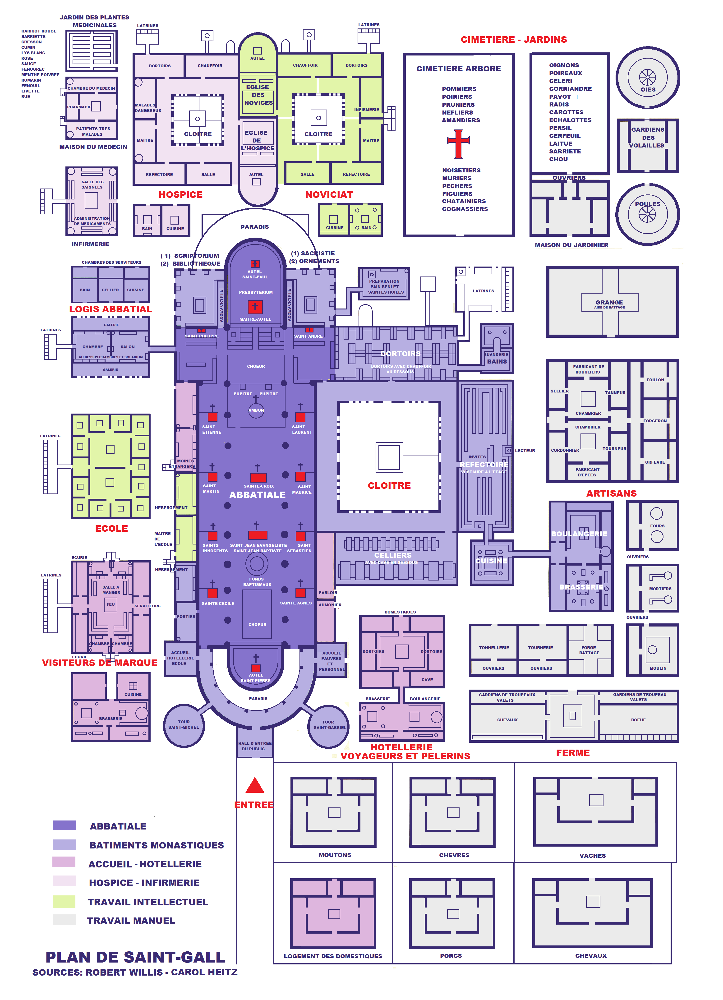 JARDIN DES PLANTES
MEDICINALES
HARICOT ROUGE
SARRIETTE
CRESSON
CUMIN
LYS BLANC
ROSE
SAUGE
FENUGREC
MENTHE POIVREE
ROMARIN
FENOUIL
LIVETTE
RUE
CHAMBRE DU MEDECIN
PHARMACIE
PATIENTS TRES
MALADES
MAISON DU MEDECIN
SALLE DES
SAIGNEES
ADMINISTRATION
DE MEDICAMENTS
INFIRMERIE
LATRINES
DORTOIRS
CHAUFFOIR
MALADES
DANGEREUX
CLOITRE
MAITRE
REFECTOIRE
SALLE
HOSPICE
BAIN
CUISINE
AUTEL
EGLISE
DES
NOVICES
EGLISE
DE
L'HOSPICE
AUTEL
LATRINES
CHAUFFOIR
DORTOIRS
INFIRMERIE
CLOITRE
MAITRE
SALLE
REFECTOIRE
NOVICIAT
CUISINE
BAIN
CIMETIERE - JARDINS
CIMETIERE ARBORE
POMMIERS
POIRIERS
PRUNIERS
NEFLIERS
AMANDIERS
NOISETIERS
MURIERS
PECHERS
FIGUIERS
CHATAINIERS
COGNASSIERS
OIGNONS
POIREAUX
CELERI
CORRIANDRE
PAVOT
RADIS
CAROTTES
ECHALOTTES
PERSIL
CERFEUIL
LAITUE
SARRIETE
CHOU
OUVRIERS
MAISON DU JARDINIER
OIES
GARDIENS
DES
VOLAILLES
POULES
PARADIS
( 1) SCRIPTORIUM
(2) BIBLIOTHEQUE
(1) SACRISTIE
(2) ORNEMENTS
AUTEL
SAINT-PAUL
PRESBYTERIUM
MAITRE-AUTEL
ACCES CRYPTE
ACCES CRYPTE
SAINT PHILIPPE
SAINT ANDRE
CHOEUR
PUPITRE
PUPITRE
AMBON
SAINT
ETIENNE
SAINT
LAURENT
SAINT
MARTIN
SAINTE-CROIX
SAINT
MAURICE
ABBATIALE
SAINTS
INNOCENTS
SAINT JEAN EVANGELISTE
SAINT JEAN BAPTISTE
SAINT
SEBASTIEN
FONDS
BAPTISMAUX
SAINTE CECILE
SAINTE AGNES
CHOEUR
AUTEL
SAINT-PIERRE
PARADIS
TOUR
SAINT-MICHEL
TOUR
SAINT-GABRIEL
HALL D'ENTREE
DU PUBLIC
ENTREE
CHAMBRES DES SERVITEURS
BAIN
CELLIER
CUISINE
LOGIS ABBATIAL
LATRINES
GALERIE
CHAMBRE
SALON
AU DESSUS CHAMBRES ET SOLARIUM
GALERIE
LATRINES
ECOLE
MOINES
ETRANGERS
HEBERGEMENT
MAITRE
DE
L'ECOLE
HEBERGEMENT
PORTIER
ACCUEIL
HOTELLERIE
ECOLE
ECURIE
LATRINES
SALLE A
MANGER
FEU
SERVITEURS
CHAMBRE
CHAMBRE
ECURIE
VISITEURS DE MARQUE
CUISINE
BRASSERIE
PREPARATION
PAIN BENI ET
SAINTES HUILES
LATRINES
DORTOIRS
DORTOIRS AVEC CHAUFFOIR
AU DESSOUS
BUANDERIE
BAINS
CLOITRE
INVITES
LECTEUR
REFECTOIRE
VESTIAIRE A L'ETAGE
CELLIERS
AVEC CAVE EN DESSOUS
CUISINE
BOULANGERIE
BRASSERIE
PARLOIR
AUMONIER
ACCUEIL
PAUVRES
ET
PERSONNEL
DOMESTIQUES
DORTOIRS
DORTOIRS
CAVE
BRASSERIE
BOULANGERIE
HOTELLERIE
VOYAGEURS ET PELERINS
GRANGE
AIRE DE BATTAGE
FABRICANT DE
BOUCLIERS
SELLIER
TANNEUR
FOULON
CHAMBRIER
CHAMBRIER
FORGERON
CORDONNIER
TOURNEUR
ORFEVRE
FABRICANT
D'EPEES
ARTISANS
FOURS
OUVRIERS
MORTIERS
OUVRIERS
MOULIN
TONNELLERIE
TOURNERIE
FORGE
BATTAGE
OUVRIERS
OUVRIERS
GARDIENS DE TROUPEAUX
VALETS
GARDIENS DE TROUPEAU
VALETS
CHEVAUX
BOEUF
FERME
MOUTONS
CHEVRES
VACHES
LOGEMENT DES DOMESTIQUES
PORCS
CHEVAUX
ABBATIALE
BATIMENTS MONASTIQUES
ACCUEIL - HOTELLERIE
HOSPICE - INFIRMERIE
TRAVAIL INTELLECTUEL
TRAVAIL MANUEL
PLAN DE SAINT-GALL
SOURCES: ROBERT WILLIS - CAROL HEITZ